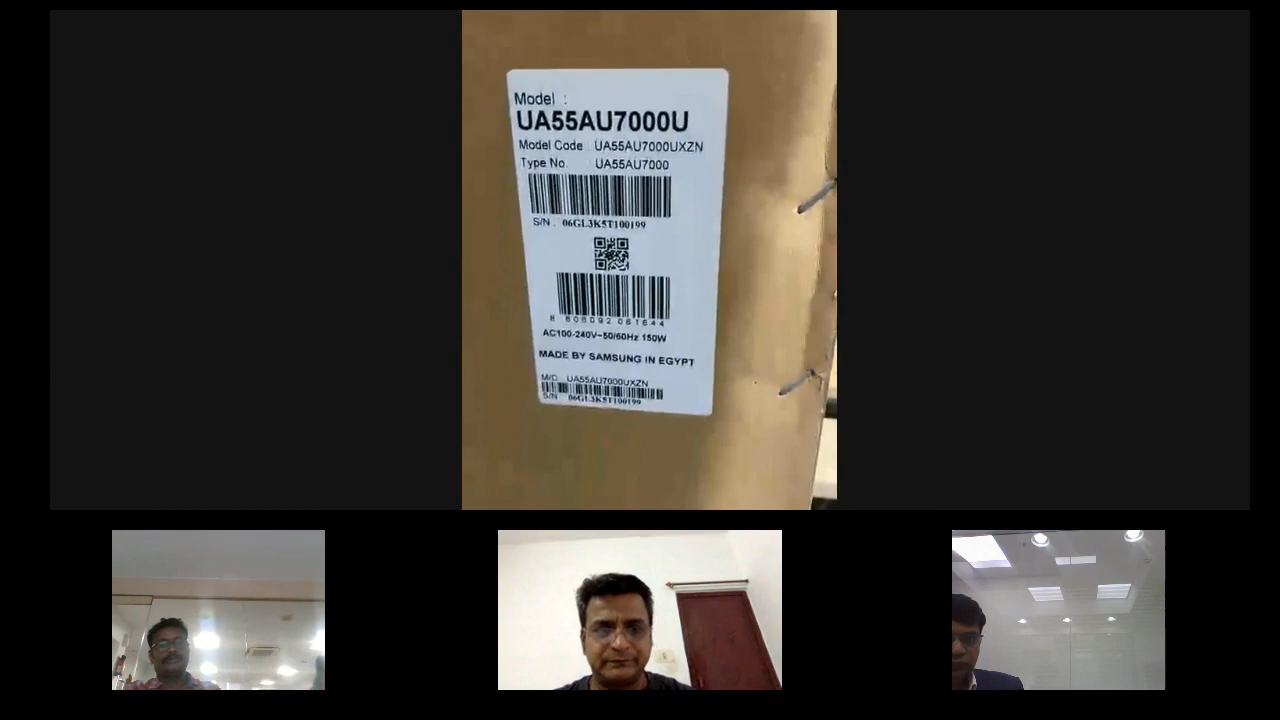 Model :
UA55AU7000U
Model Code : UA55AU7000UXZN
Type No. : UA55AU7000
S/N : 06GL3K5T100199
8 806092 061644
AC100-240V~50/60Hz 150W
MADE BY SAMSUNG IN EGYPT
M/C UA55AU7000UXZN
S/N 06GL3K5T100199